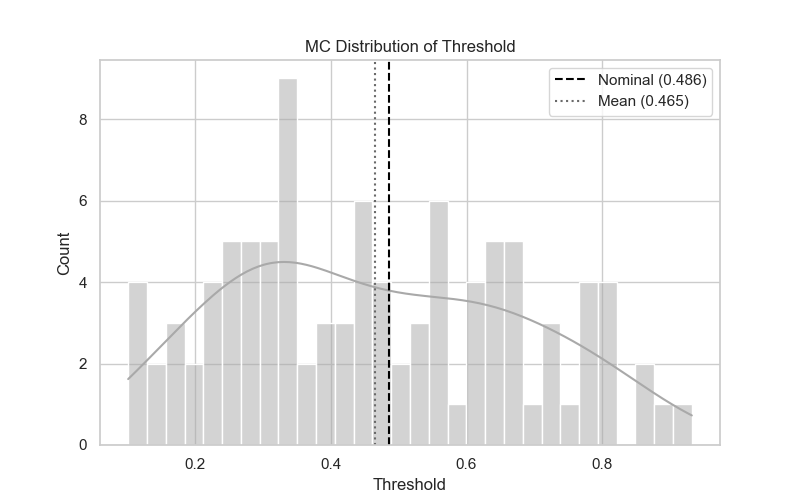 MC Distribution of Threshold
Nominal (0.486)
Mean (0.465)
Count
8
6
4
2
0
0.2 0.4 0.6 0.8
Threshold